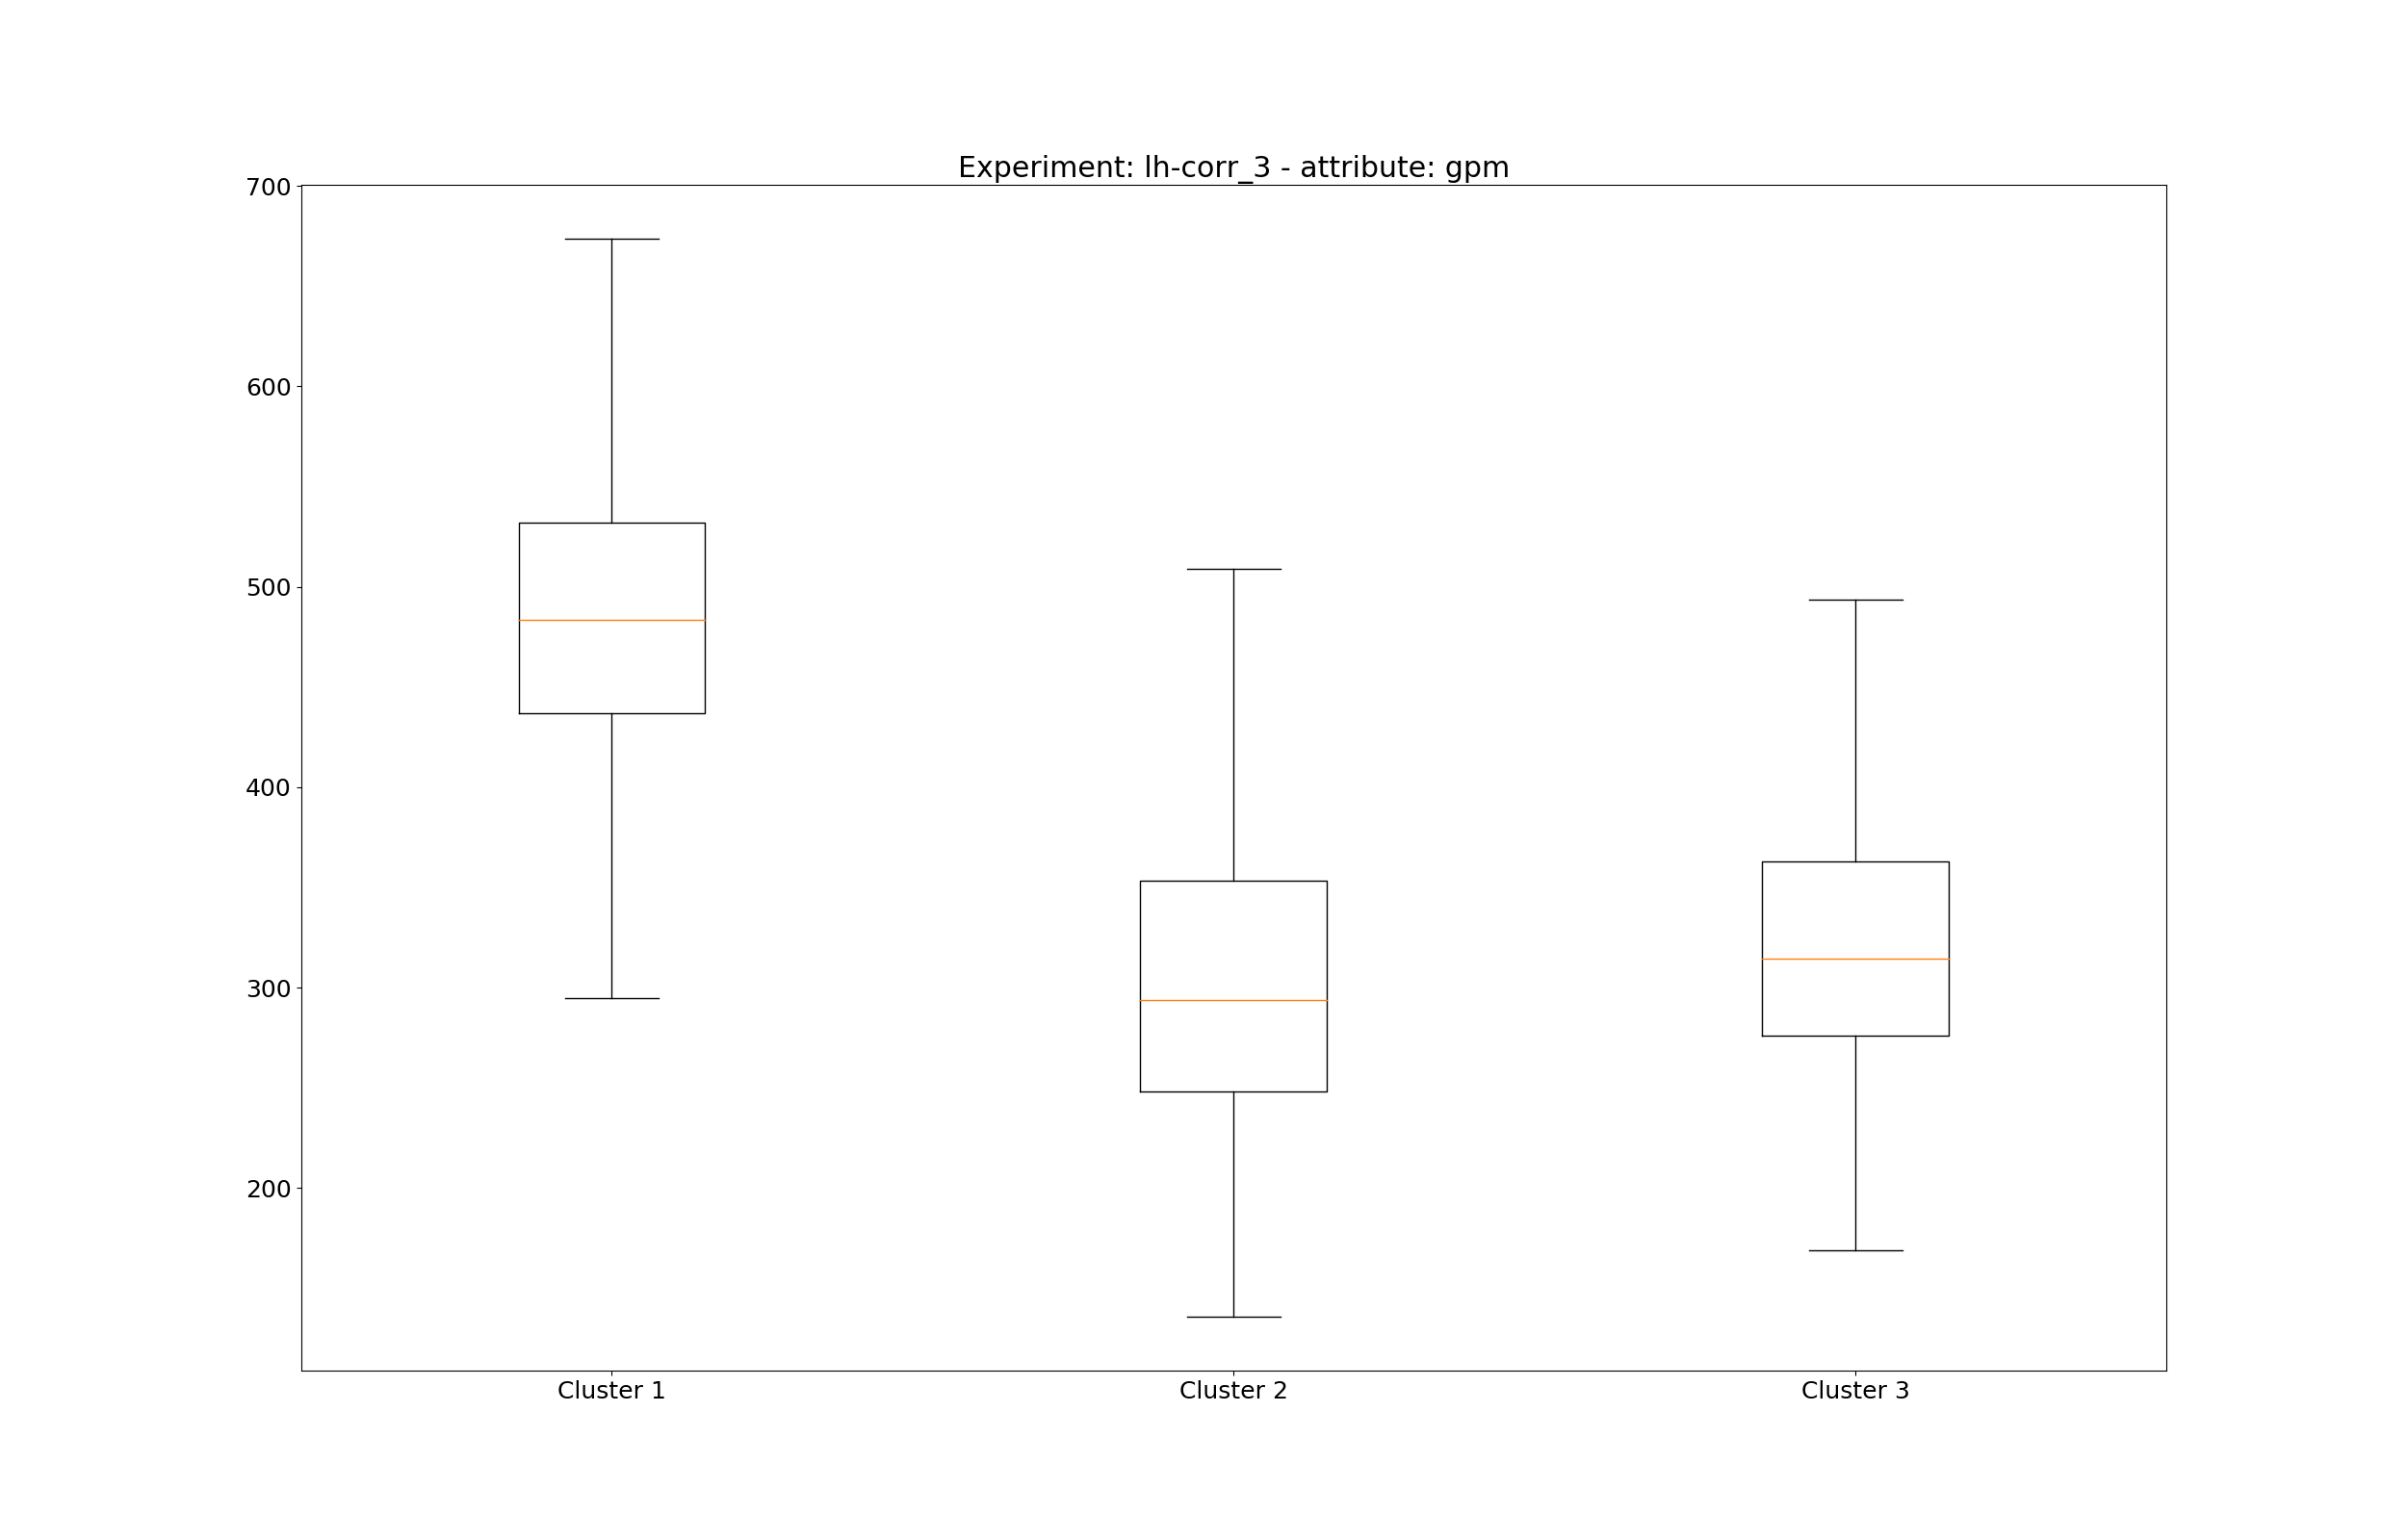 Experiment: lh-corr_3 - attribute: gpm
700
600
500
400
300
200
Cluster 1
Cluster 2
Cluster 3